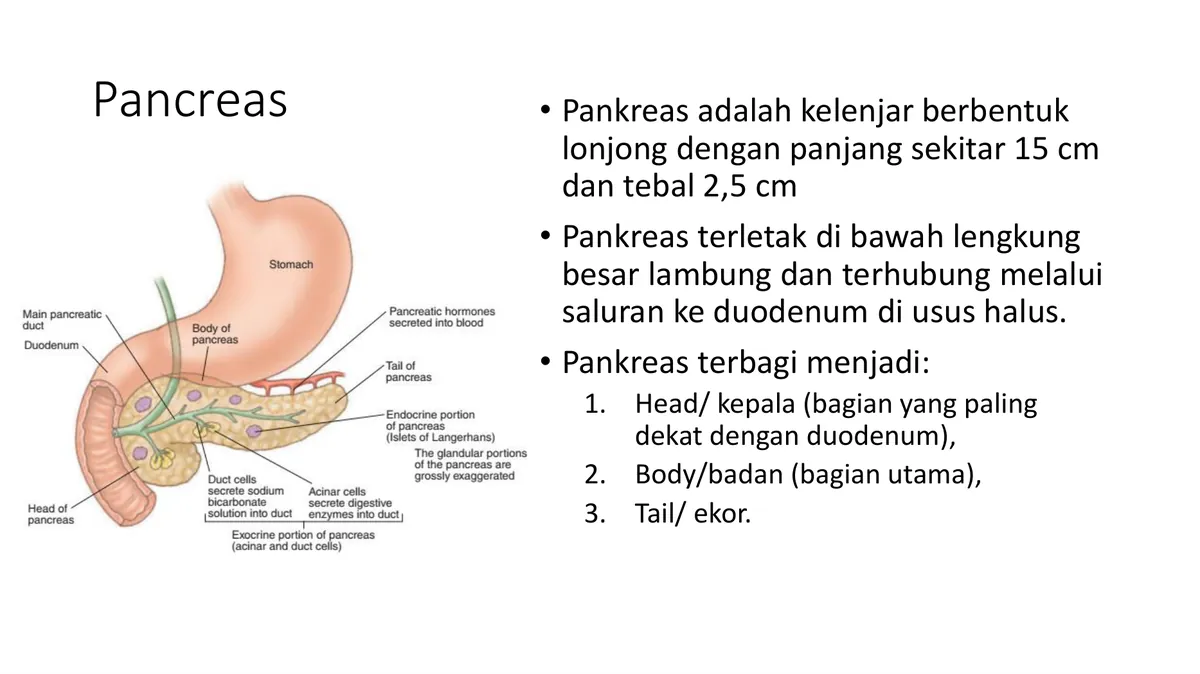 Pancreas
Stomach
Main pancreatic
duct
Duodenum
Body of
pancreas
Pancreatic hormones
secreted into blood
Tail of
pancreas
Endocrine portion
of pancreas
(Islets of Langerhans)
The glandular portions
of the pancreas are
grossly exaggerated
Duct cells
secrete sodium
bicarbonate
solution into duct
Acinar cells
secrete digestive
enzymes into duct
Head of
pancreas
Exocrine portion of pancreas
(acinar and duct cells)
• Pankreas adalah kelenjar berbentuk
lonjong dengan panjang sekitar 15 cm
dan tebal 2,5 cm
• Pankreas terletak di bawah lengkung
besar lambung dan terhubung melalui
saluran ke duodenum di usus halus.
• Pankreas terbagi menjadi:
1. Head/ kepala (bagian yang paling
dekat dengan duodenum),
2. Body/badan (bagian utama),
3. Tail/ ekor.